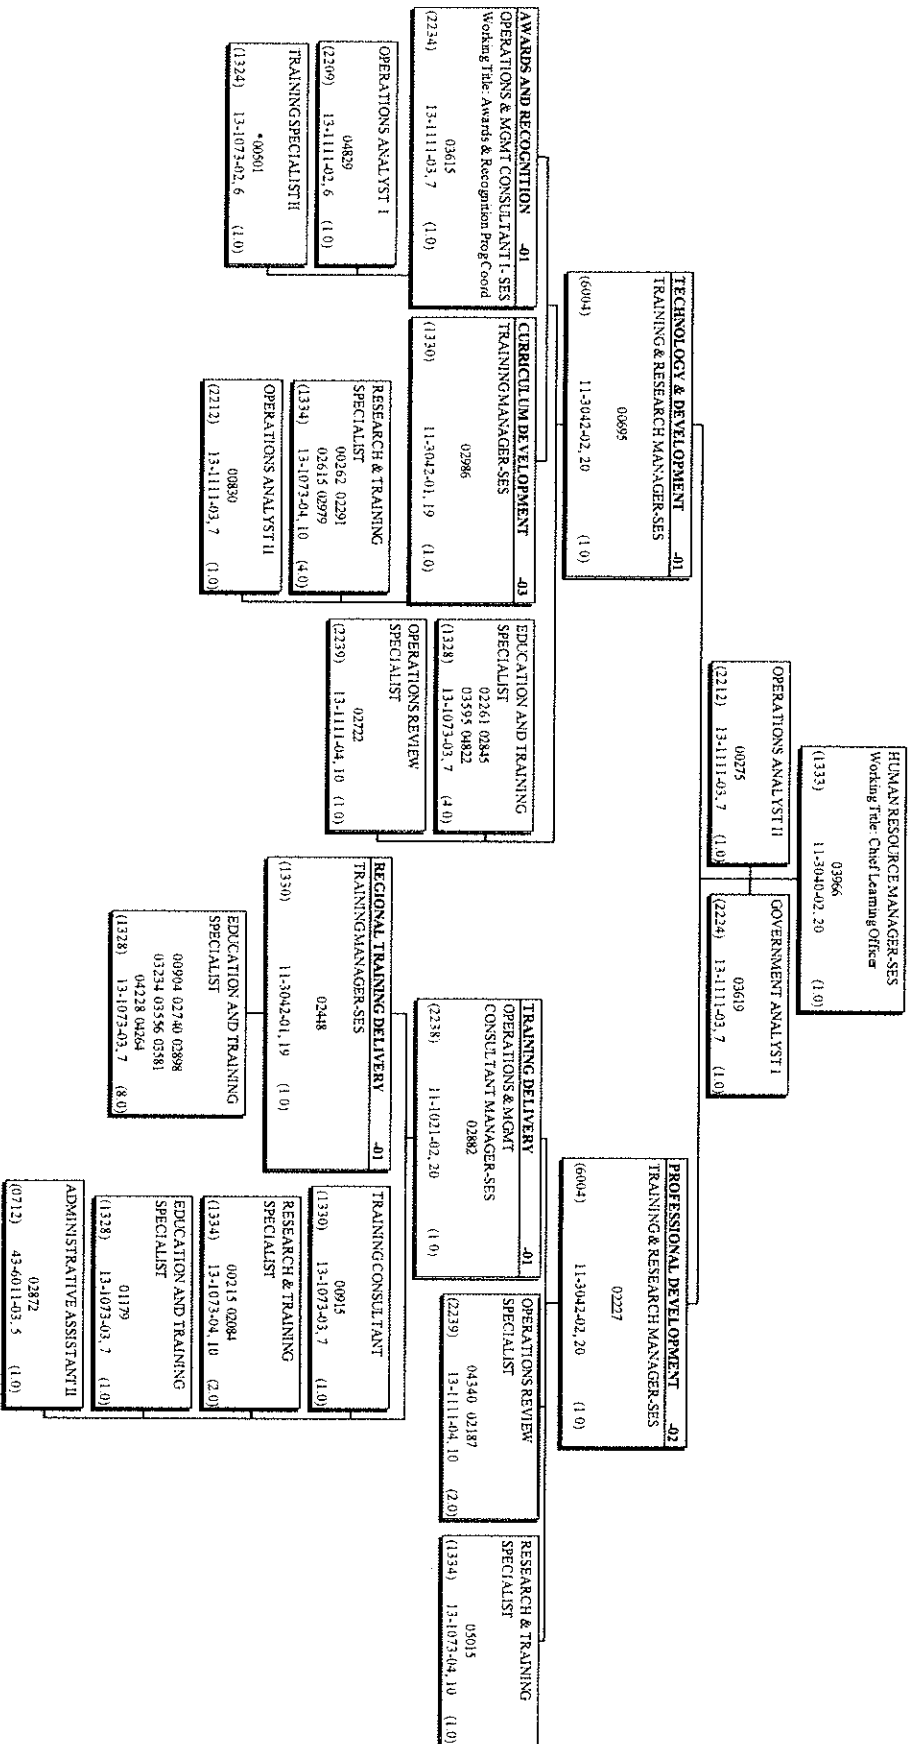 HUMAN RESOURCE MANAGER-SES
Working Title: Chief Learning Officer
03966
(1333) 11-3040-02, 20 (1.0)
OPERATIONS ANALYST II
00275
(2212) 13-1111-03, 7 (1.0)
GOVERNMENT ANALYST I
03619
(2224) 13-1111-03, 7 (1.0)
TECHNOLOGY & DEVELOPMENT -01
TRAINING & RESEARCH MANAGER-SES
00695
(6004) 11-3042-02, 20 (1.0)
PROFESSIONAL DEVELOPMENT -02
TRAINING & RESEARCH MANAGER-SES
02227
(6004) 11-3042-02, 20 (1.0)
AWARDS AND RECOGNITION -01
OPERATIONS & MGMT CONSULTANT I - SES
Working Title: Awards & Recognition Prog Coord
03615
(2234) 13-1111-03, 7 (1.0)
OPERATIONS ANALYST I
04829
(2209) 13-1111-02, 6 (1.0)
TRAINING SPECIALIST II
*00501
(1324) 13-1073-02, 6 (1.0)
CURRICULUM DEVELOPMENT -03
TRAINING MANAGER-SES
02986
(1330) 11-3042-01, 19 (1.0)
RESEARCH & TRAINING
SPECIALIST
00262 02291
02615 02979
(1334) 13-1073-04, 10 (4.0)
OPERATIONS ANALYST II
00830
(2212) 13-1111-03, 7 (1.0)
EDUCATION AND TRAINING
SPECIALIST
02261 02845
03595 04822
(1328) 13-1073-03, 7 (4.0)
OPERATIONS REVIEW
SPECIALIST
02722
(2239) 13-1111-04, 10 (1.0)
TRAINING DELIVERY -01
OPERATIONS & MGMT
CONSULTANT MANAGER-SES
02882
(2238) 11-1021-02, 20 (1.0)
OPERATIONS REVIEW
SPECIALIST
04340 02187
(2239) 13-1111-04, 10 (2.0)
RESEARCH & TRAINING
SPECIALIST
05015
(1334) 13-1073-04, 10 (1.0)
REGIONAL TRAINING DELIVERY -01
TRAINING MANAGER-SES
02448
(1330) 11-3042-01, 19 (1.0)
EDUCATION AND TRAINING
SPECIALIST
00904 02740 02898
03234 03556 03581
04228 04264
(1328) 13-1073-03, 7 (8.0)
TRAINING CONSULTANT
00915
(1330) 13-1073-03, 7 (1.0)
RESEARCH & TRAINING
SPECIALIST
00215 02084
(1334) 13-1073-04, 10 (2.0)
EDUCATION AND TRAINING
SPECIALIST
01179
(1328) 13-1073-03, 7 (1.0)
ADMINISTRATIVE ASSISTANT II
02872
(0712) 43-6011-03, 5 (1.0)